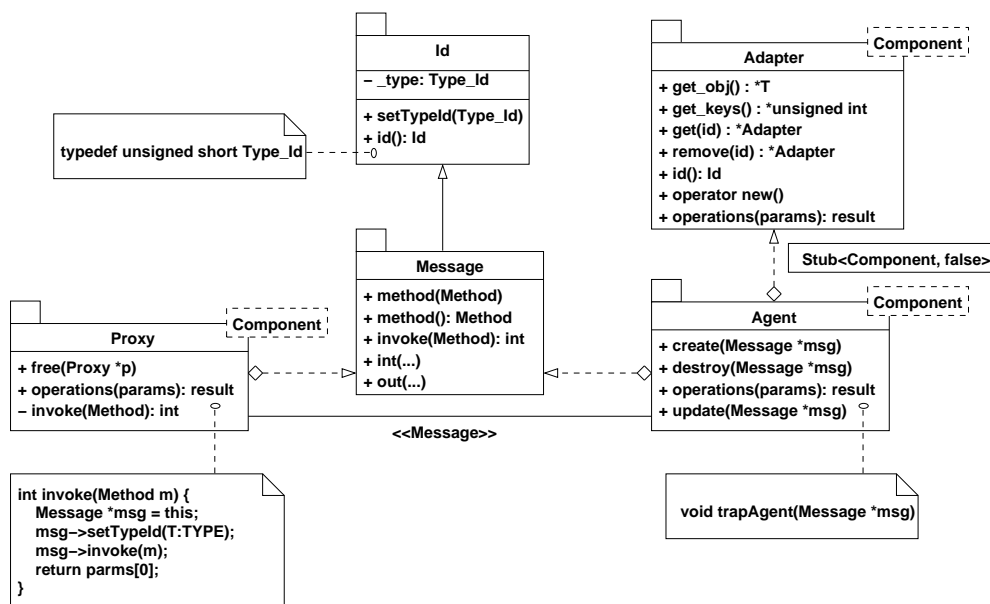 Id
− _type: Type_Id
+ setTypeId(Type_Id)
+ id(): Id
typedef unsigned short Type_Id
Component
Adapter
+ get_obj() : *T
+ get_keys() : *unsigned int
+ get(id) : *Adapter
+ remove(id) : *Adapter
+ id(): Id
+ operator new()
+ operations(params): result
Stub<Component, false>
Message
+ method(Method)
+ method(): Method
+ invoke(Method): int
+ int(...)
+ out(...)
Component
Proxy
+ free(Proxy *p)
+ operations(params): result
− invoke(Method): int
Component
Agent
+ create(Message *msg)
+ destroy(Message *msg)
+ operations(params): result
+ update(Message *msg)
<<Message>>
int invoke(Method m) {
Message *msg = this;
msg−>setTypeId(T:TYPE);
msg−>invoke(m);
return parms[0];
}
void trapAgent(Message *msg)